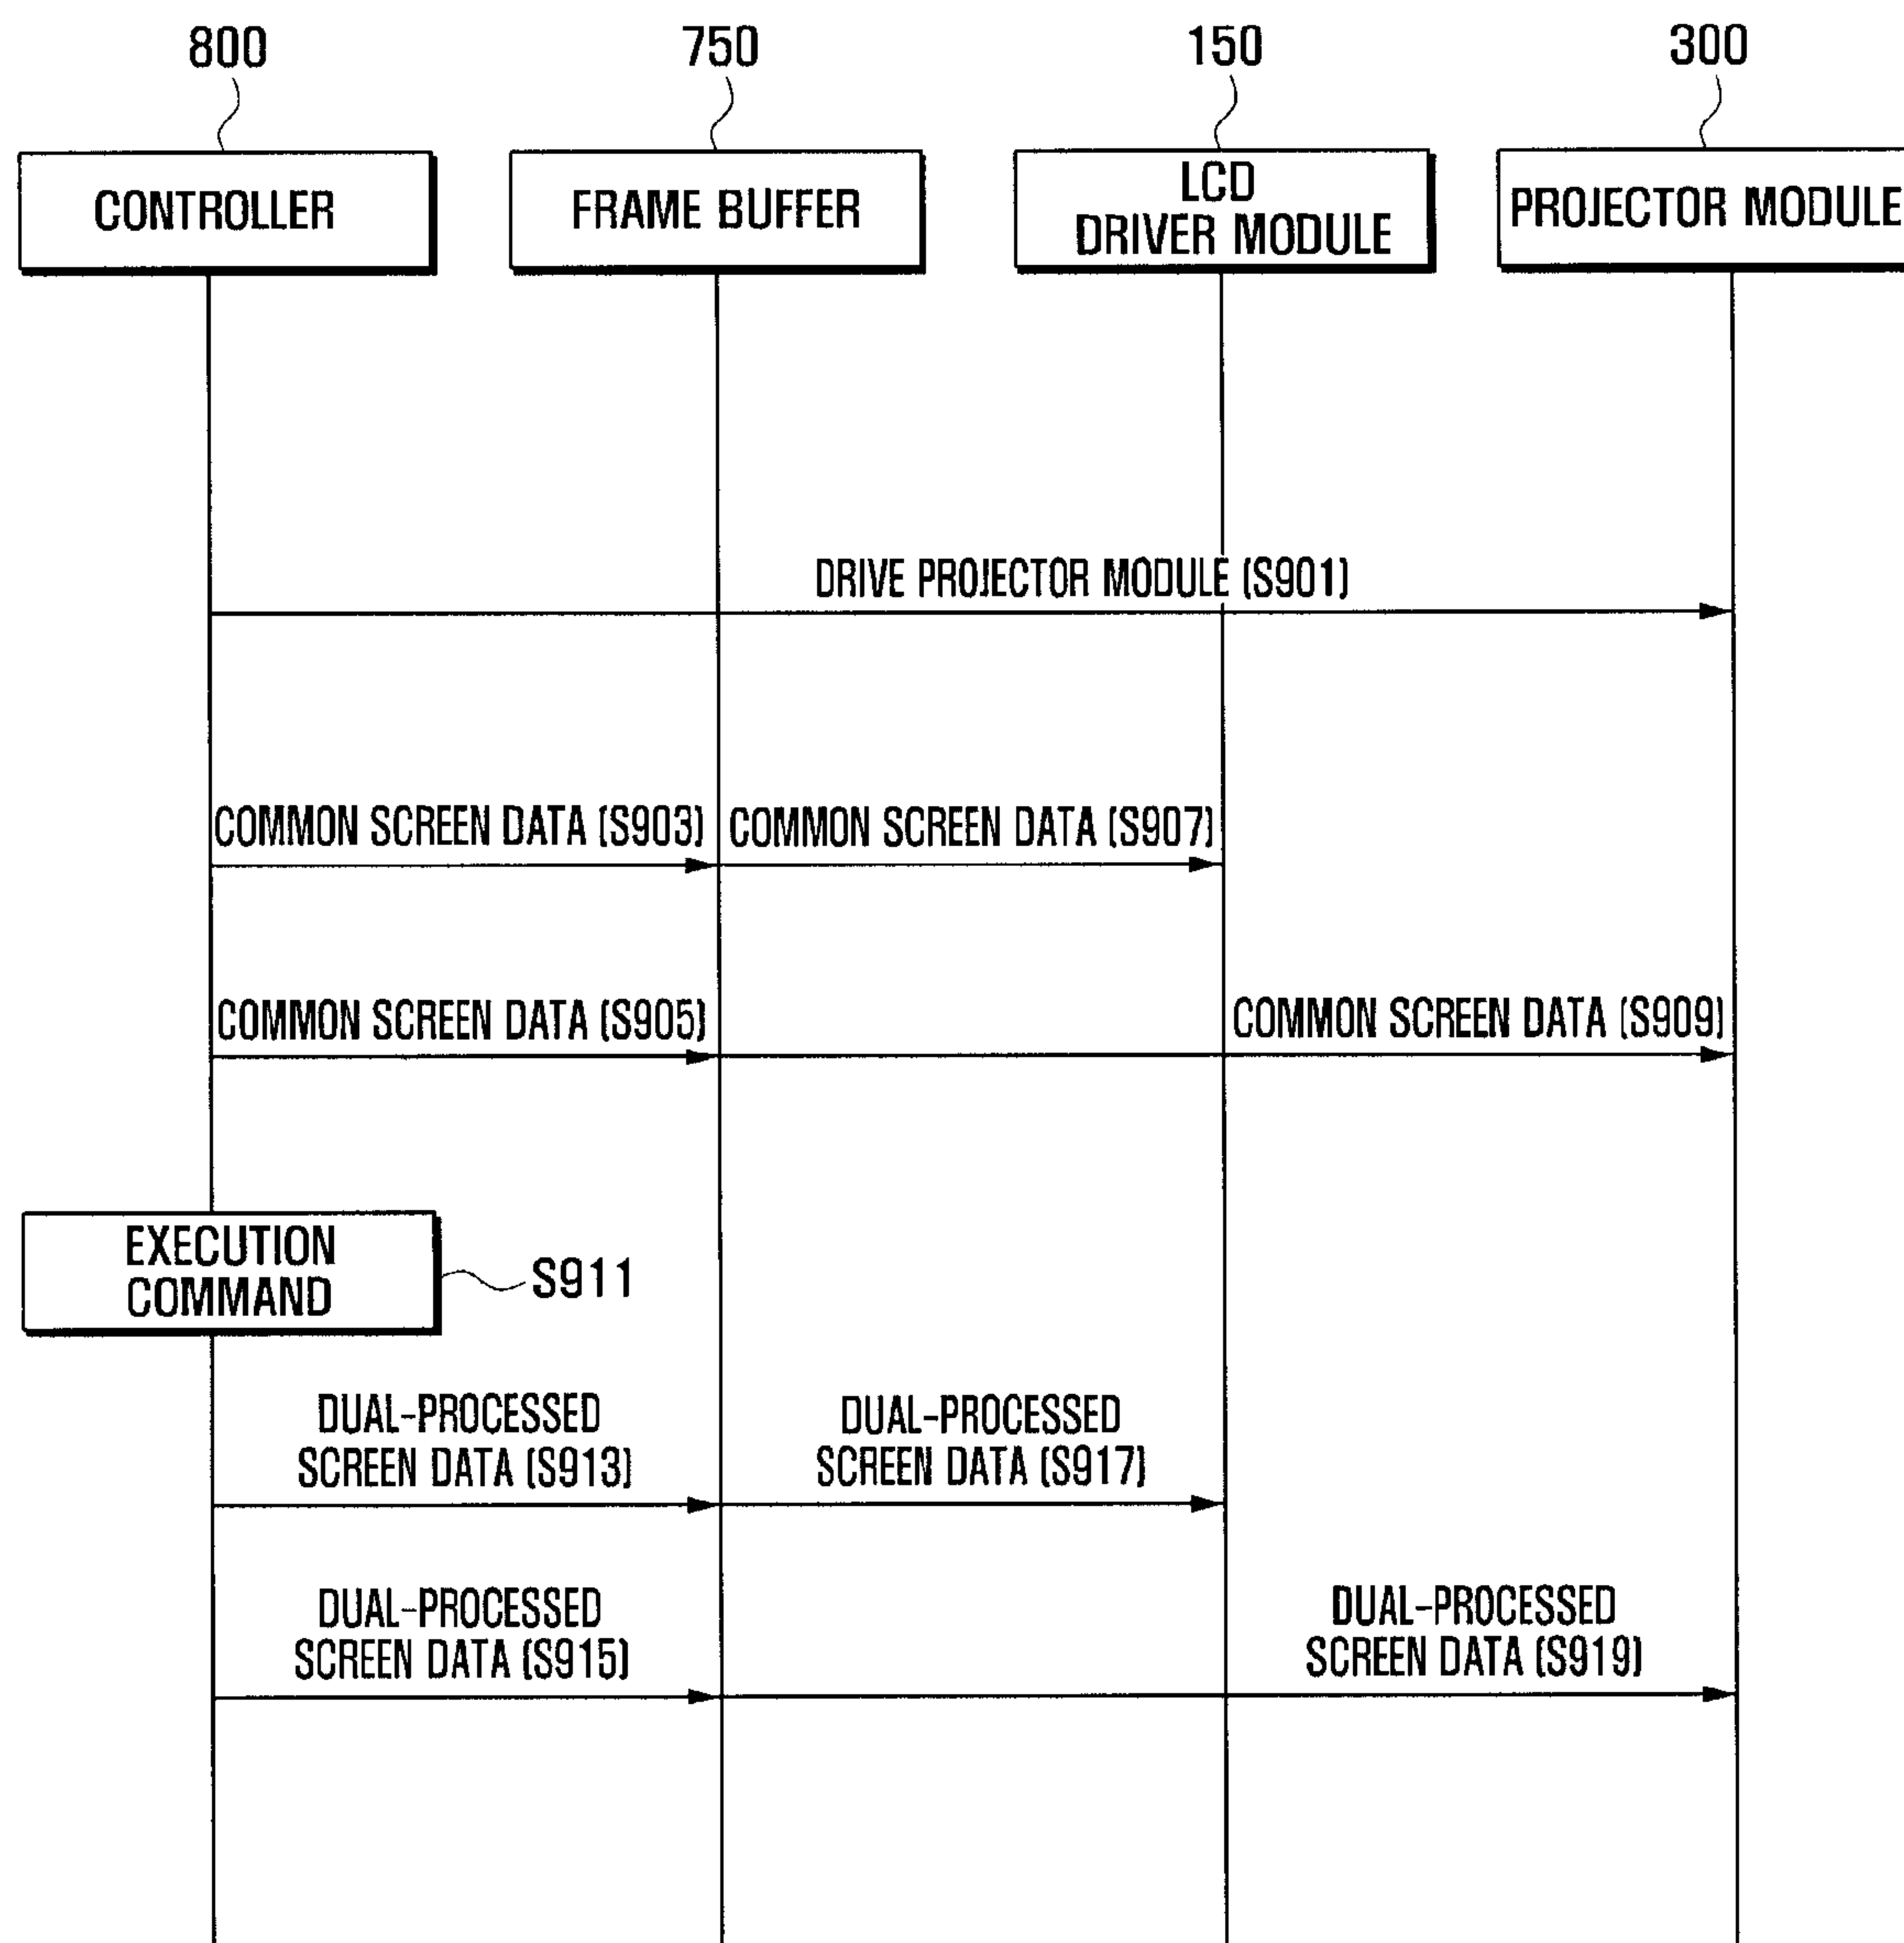 800
750
150
300
CONTROLLER
FRAME BUFFER
LCD
DRIVER MODULE
PROJECTOR MODULE
DRIVE PROJECTOR MODULE (S901)
COMMON SCREEN DATA (S903)
COMMON SCREEN DATA (S907)
COMMON SCREEN DATA (S905)
COMMON SCREEN DATA (S909)
EXECUTION
COMMAND
S911
DUAL-PROCESSED
SCREEN DATA (S913)
DUAL-PROCESSED
SCREEN DATA (S917)
DUAL-PROCESSED
SCREEN DATA (S915)
DUAL-PROCESSED
SCREEN DATA (S919)